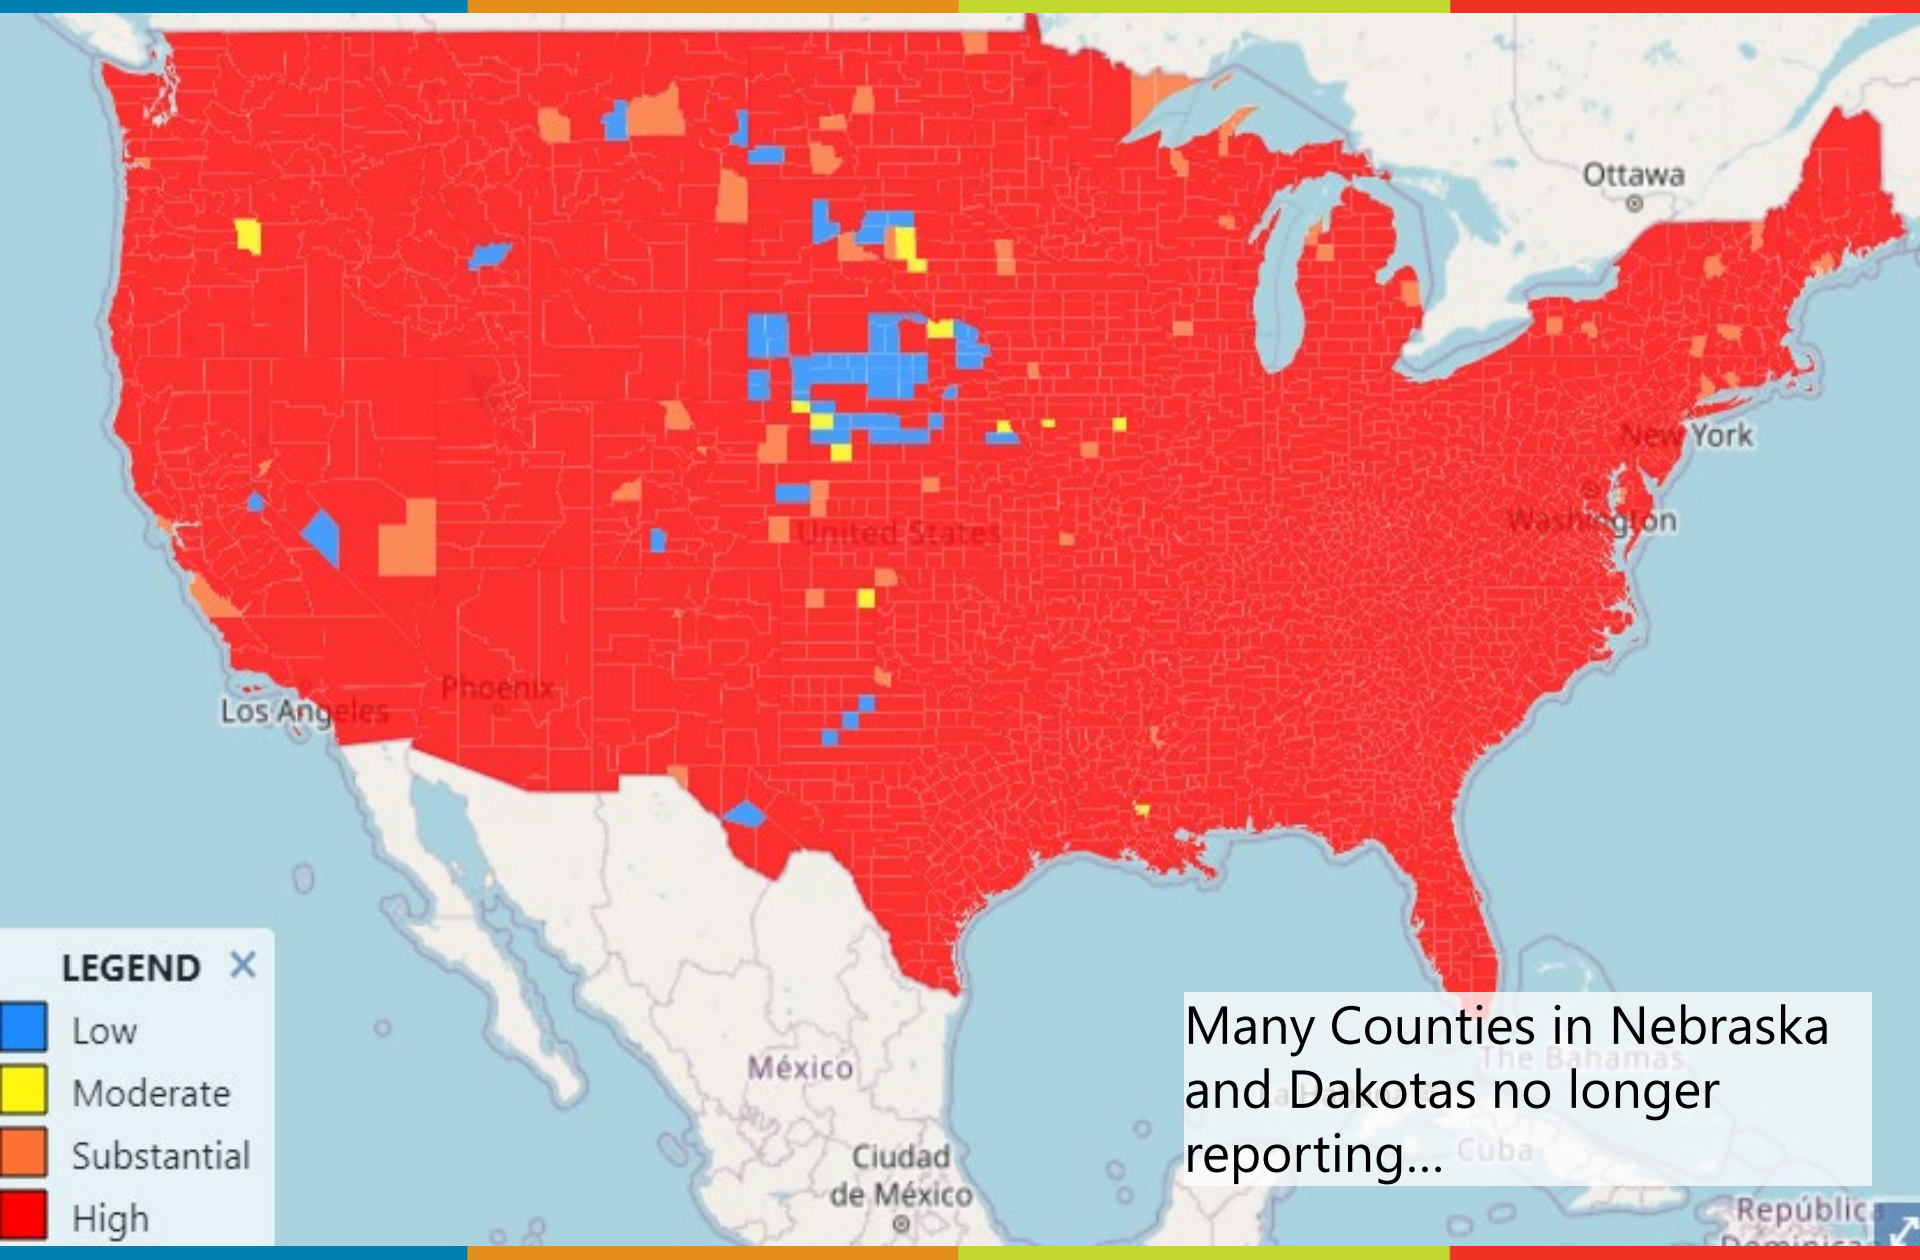 Ottawa
New York
Washington
United States
Phoenix
Los Angeles
LEGEND
Low
Moderate
Substantial
High
México
Ciudad
de México
Many Counties in Nebraska
and Dakotas no longer
reporting...
The Bahamas
Cuba
República
Dominicana